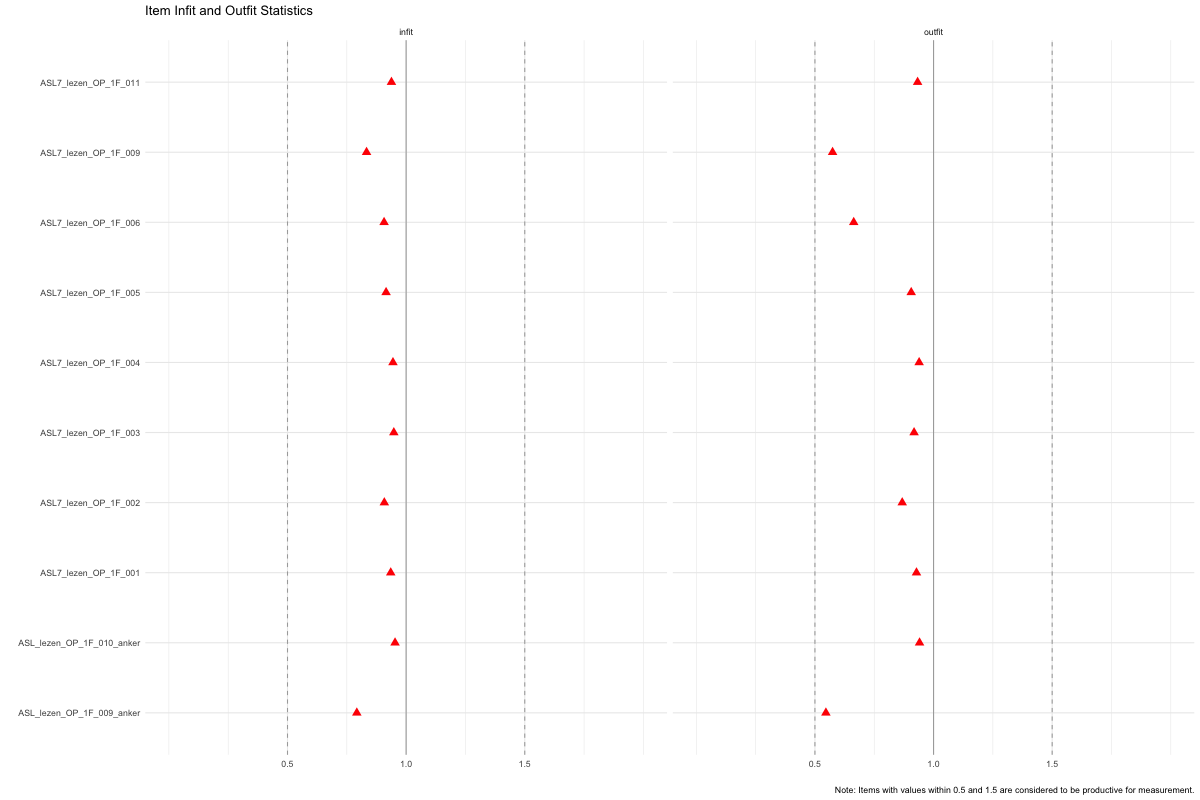 Item Infit and Outfit Statistics
infit
outfit
ASL7_lezen_OP_1F_011
ASL7_lezen_OP_1F_009
ASL7_lezen_OP_1F_006
ASL7_lezen_OP_1F_005
ASL7_lezen_OP_1F_004
ASL7_lezen_OP_1F_003
ASL7_lezen_OP_1F_002
ASL7_lezen_OP_1F_001
ASL_lezen_OP_1F_010_anker
ASL_lezen_OP_1F_009_anker
0.5 1.0 1.5
0.5 1.0 1.5
Note: Items with values within 0.5 and 1.5 are considered to be productive for measurement.